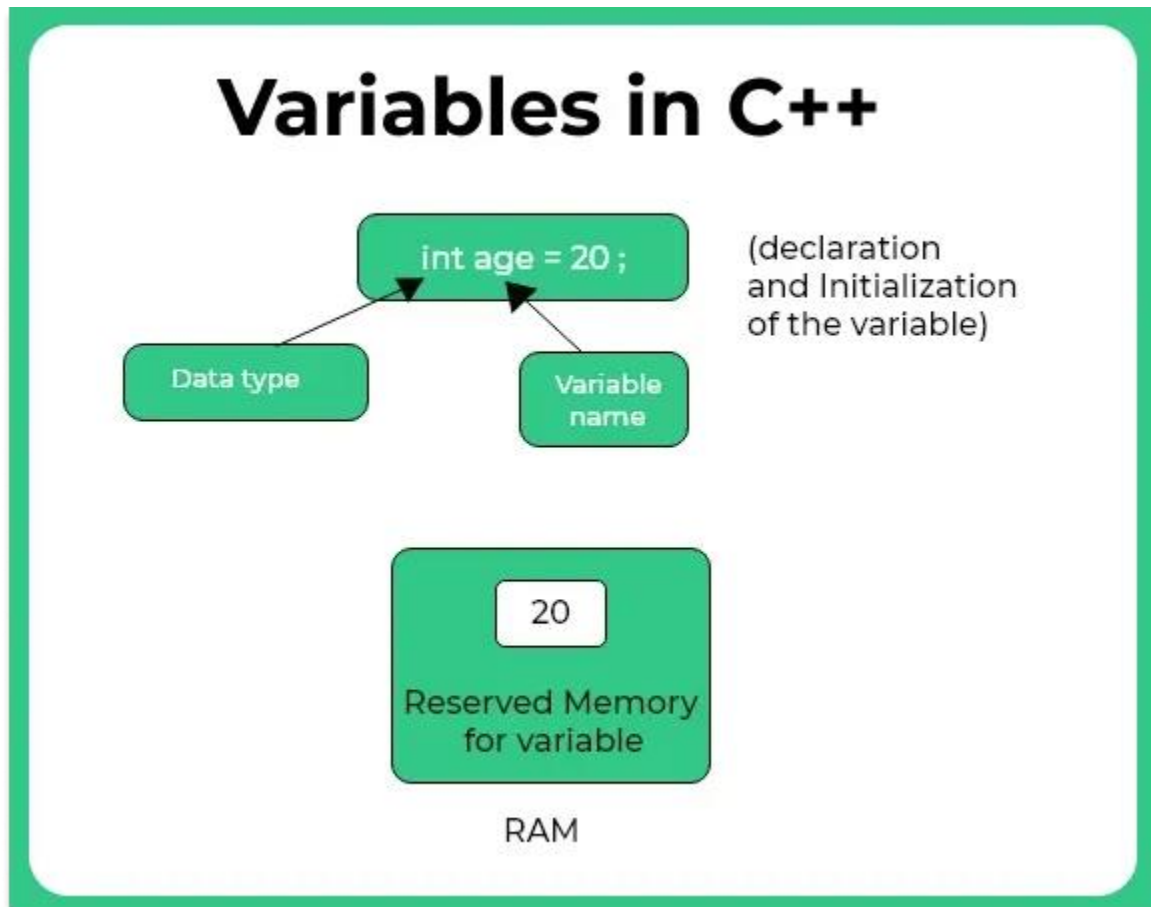 Variables in C++
int age = 20 ;
(declaration
and Initialization
of the variable)
Data type
Variable
name
20
Reserved Memory
for variable
RAM